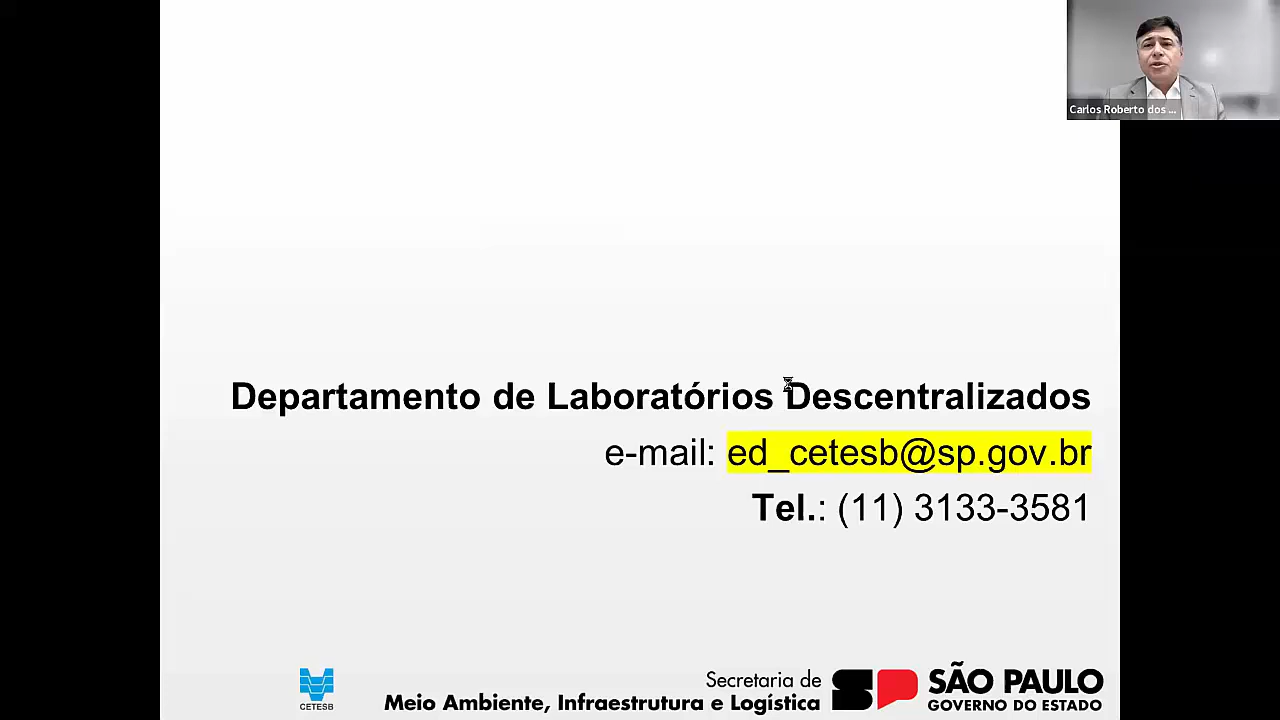 Carlos Roberto dos ...
Departamento de Laboratórios Descentralizados
e-mail: ed_cetesb@sp.gov.br
Tel.: (11) 3133-3581
CETESB
Secretaria de
Meio Ambiente, Infraestrutura e Logística
SÃO PAULO
GOVERNO DO ESTADO